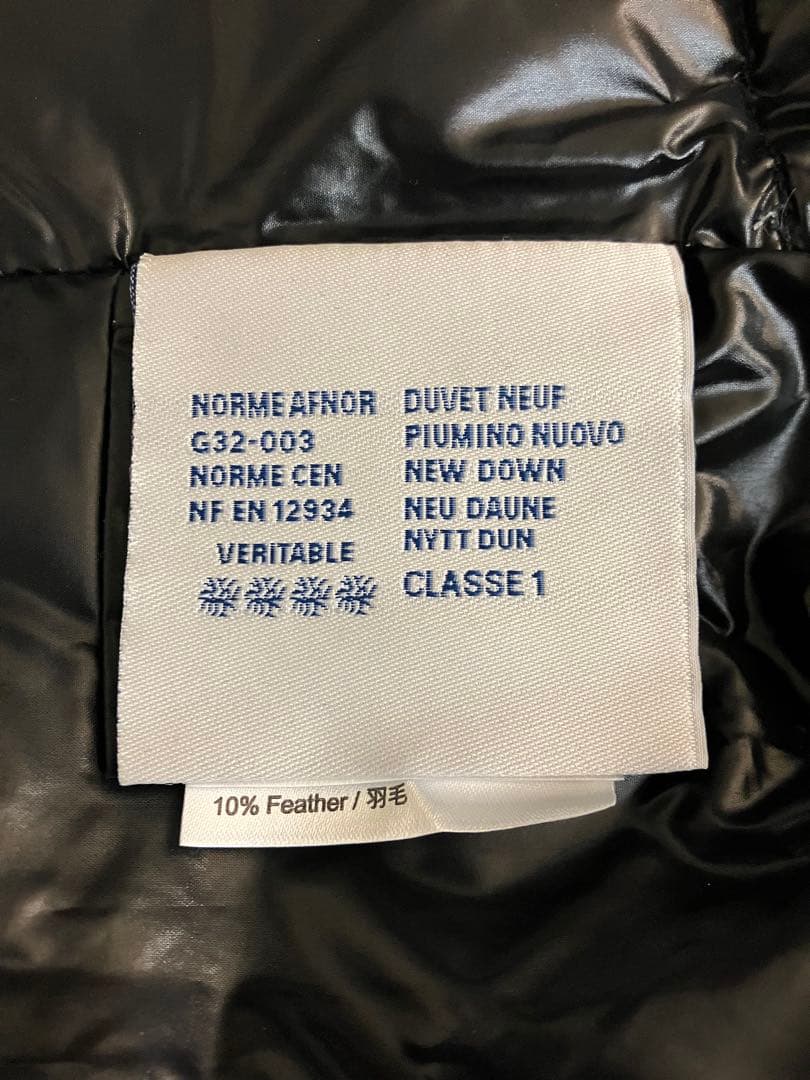 NORME AFNOR
G32-003
NORME CEN
NF EN 12934
VERITABLE
DUVET NEUF
PIUMINO NUOVO
NEW DOWN
NEU DAUNE
NYTT DUN
CLASSE 1
10% Feather / 羽毛